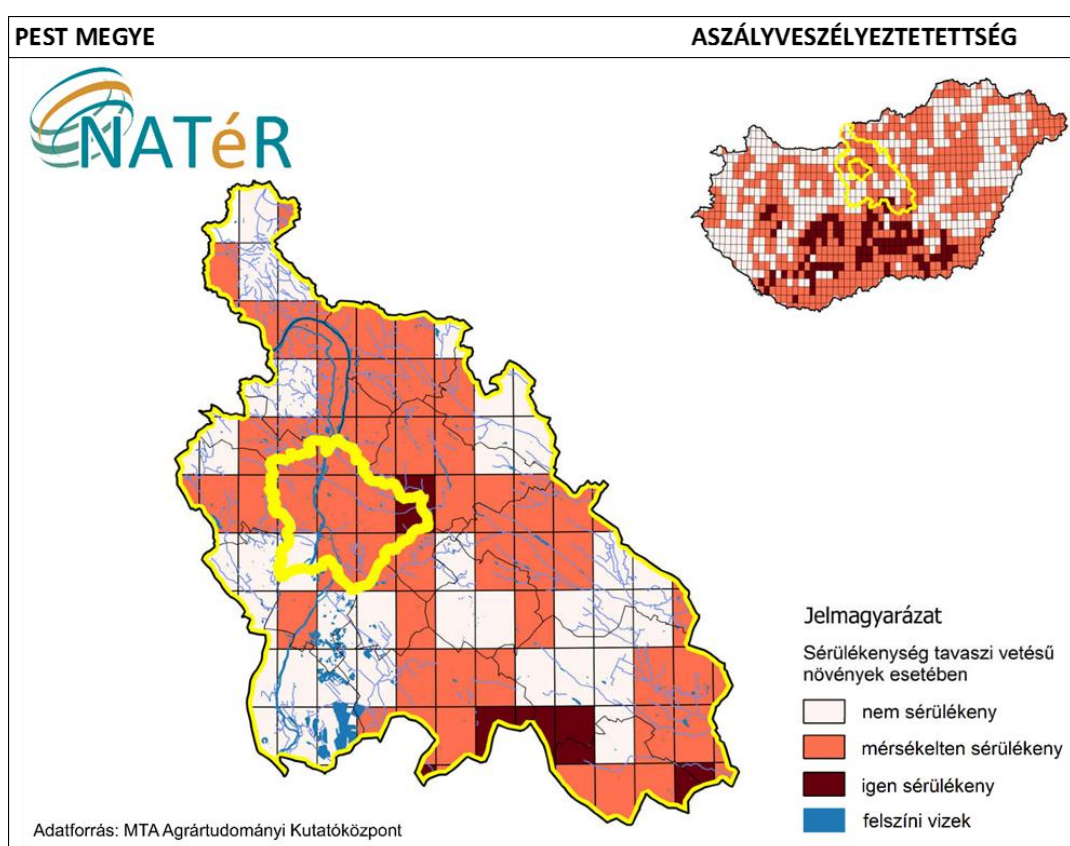 PEST MEGYE
ASZÁLYVESZÉLYEZTETETTSÉG
NATéR
Jelmagyarázat
Sérülékenység tavaszi vetésű
növények esetében
nem sérülékeny
mérsékelten sérülékeny
igen sérülékeny
felszíni vizek
Adatforrás: MTA Agrártudományi Kutatóközpont